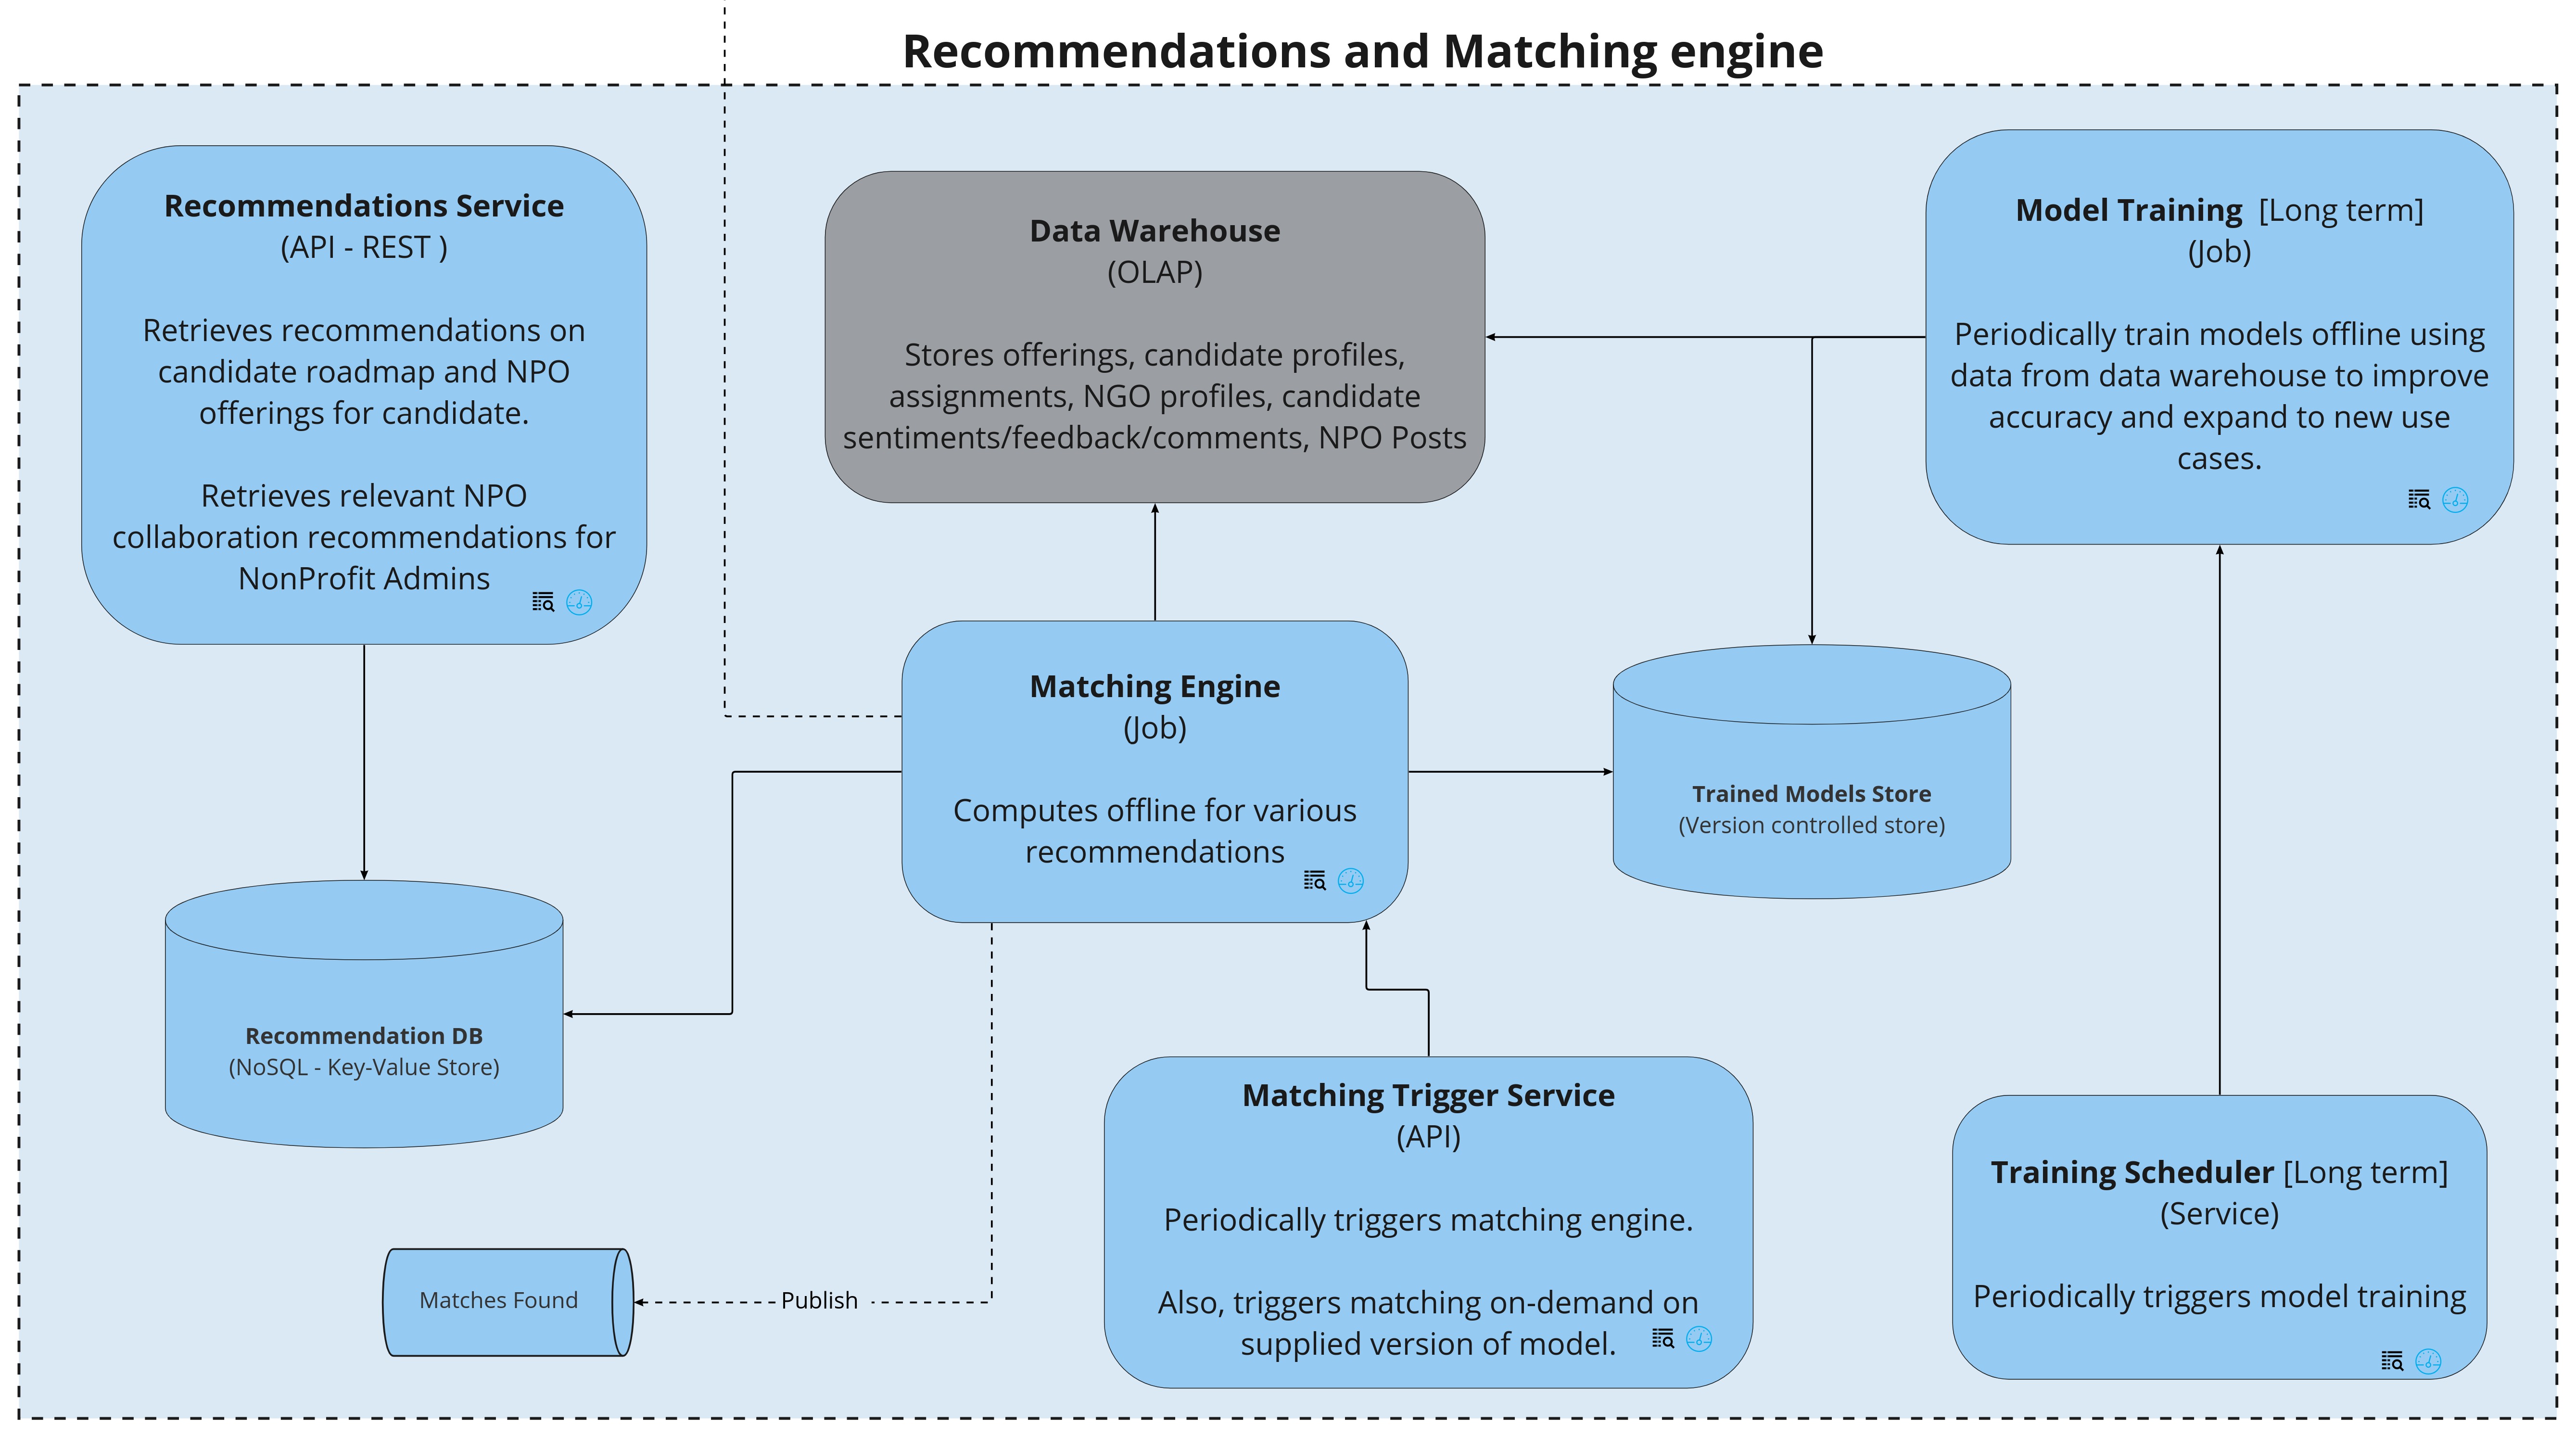 Recommendations and Matching engine
Recommendations Service
(API - REST )
Retrieves recommendations on
candidate roadmap and NPO
offerings for candidate.
Retrieves relevant NPO
collaboration recommendations for
NonProfit Admins
Data Warehouse
(OLAP)
Stores offerings, candidate profiles,
assignments, NGO profiles, candidate
sentiments/feedback/comments, NPO Posts
Model Training [Long term]
(Job)
Periodically train models offline using
data from data warehouse to improve
accuracy and expand to new use
cases.
Matching Engine
(Job)
Computes offline for various
recommendations
Trained Models Store
(Version controlled store)
Recommendation DB
(NoSQL - Key-Value Store)
Matching Trigger Service
(API)
Periodically triggers matching engine.
Also, triggers matching on-demand on
supplied version of model.
Training Scheduler [Long term]
(Service)
Periodically triggers model training
Matches Found
Publish